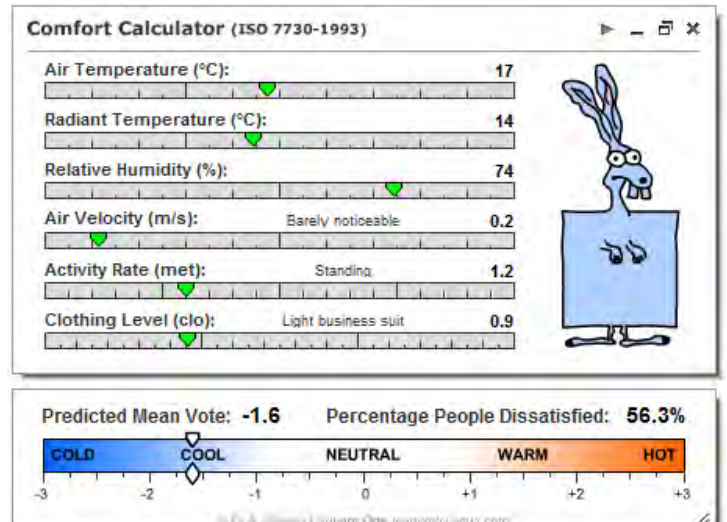 Comfort Calculator (ISO 7730-1993)
Air Temperature (°C): 17
Radiant Temperature (°C): 14
Relative Humidity (%): 74
Air Velocity (m/s): Barely noticeable 0.2
Activity Rate (met): Standing 1.2
Clothing Level (clo): Light business suit 0.9
Predicted Mean Vote: -1.6 Percentage People Dissatisfied: 56.3%
COLD COOL NEUTRAL WARM HOT
-3 -2 -1 0 +1 +2 +3